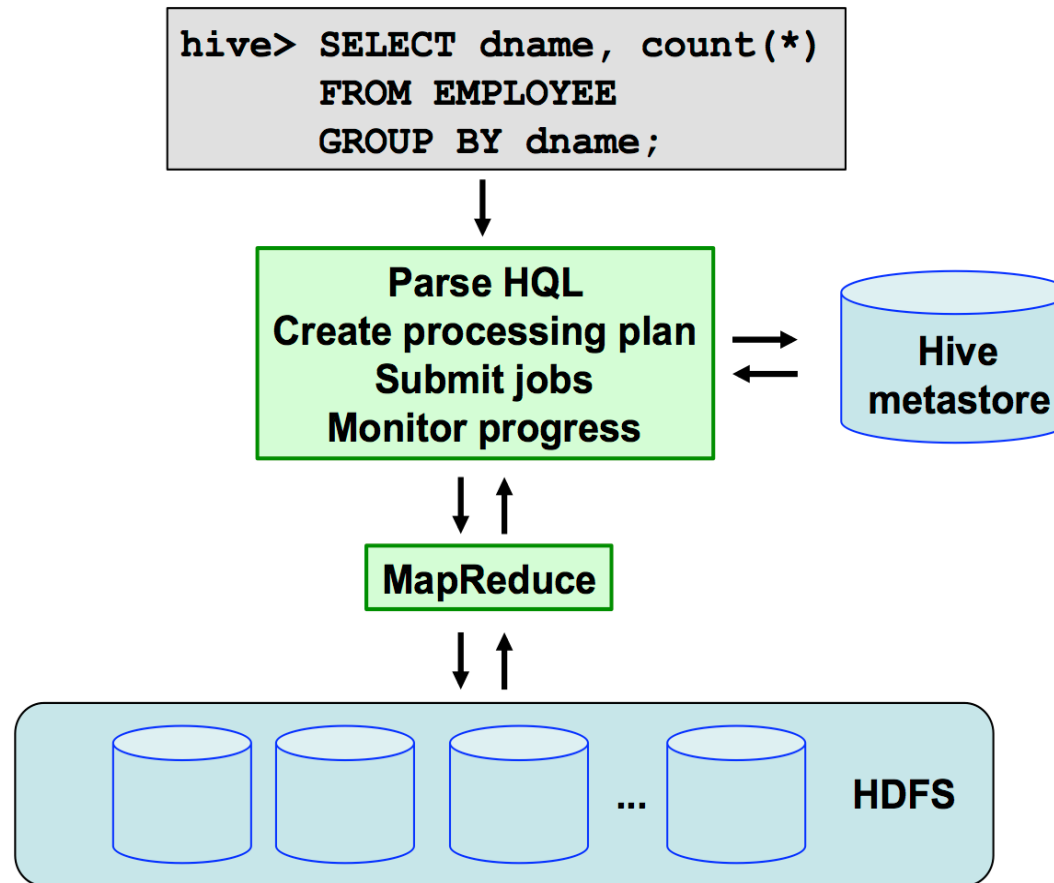 hive> SELECT dname, count(*)
FROM EMPLOYEE
GROUP BY dname;
Parse HQL
Create processing plan
Submit jobs
Monitor progress
Hive
metastore
MapReduce
...
HDFS